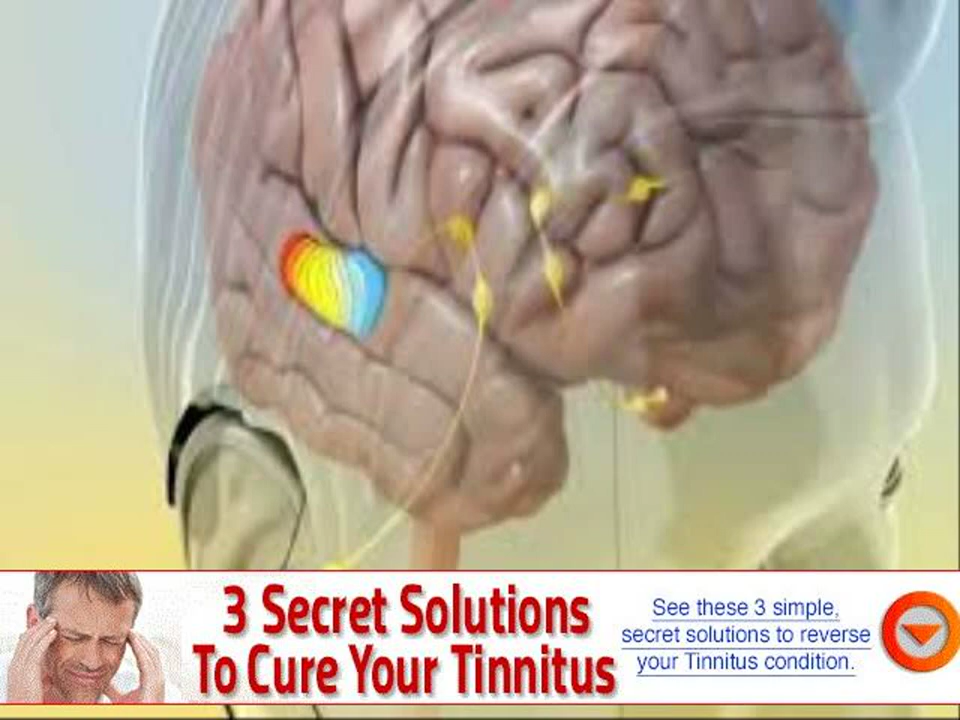 3 Secret Solutions
To Cure Your Tinnitus
See these 3 simple,
secret solutions to reverse
your Tinnitus condition.